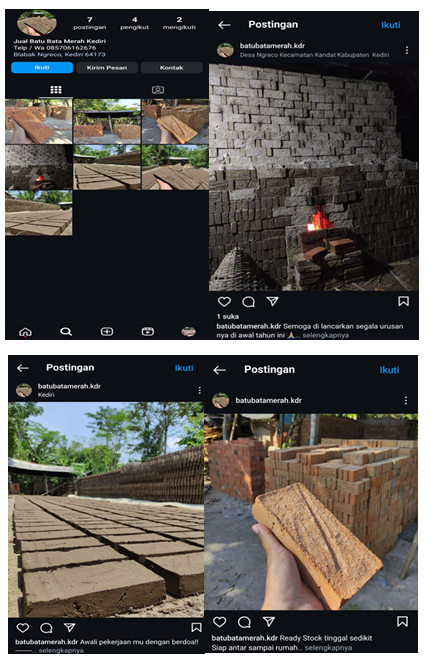 7
postingan
4
pengikut
2
mengikuti
Jual Batu Bata Merah Kediri
Telp / Wa 085706162676
Blabak Ngreco, Kediri 64173
Ikuti
Kirim Pesan
Kontak
Postingan
Ikuti
batubatamerah.kdr
Desa Ngreco Kecamatan Kandat Kabupaten Kediri
1 suka
batubatamerah.kdr Semoga di lancarkan segala urusan
nya di awal tahun ini 🙏... selengkapnya
Postingan
Ikuti
batubatamerah.kdr
Kediri
batubatamerah.kdr Awali pekerjaan mu dengan berdoa!!
———... selengkapnya
Postingan
Ikuti
batubatamerah.kdr
batubatamerah.kdr Ready Stock tinggal sedikit
Siap antar sampai rumah... selengkapnya